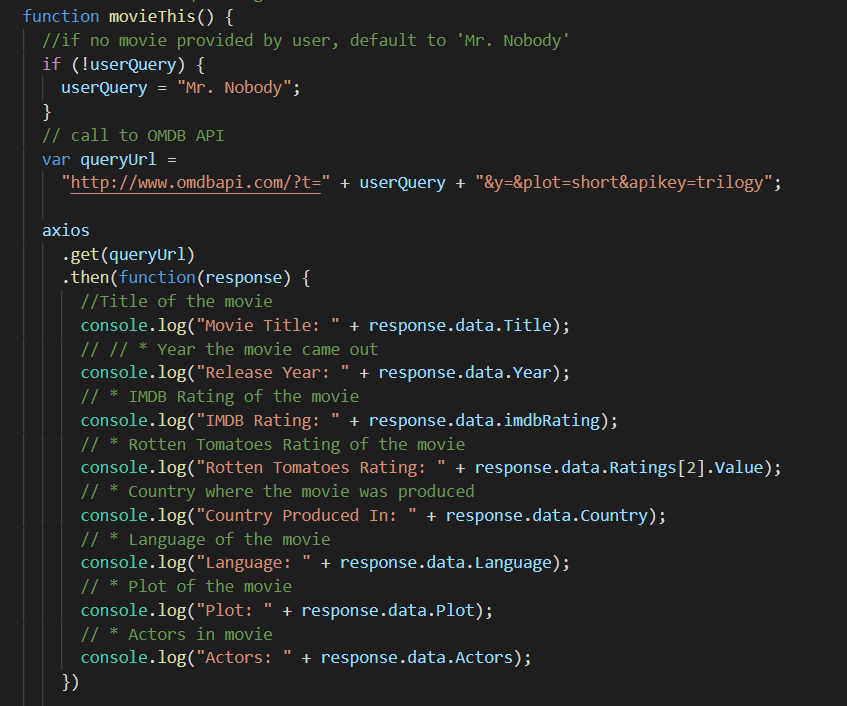 function movieThis() {
//if no movie provided by user, default to 'Mr. Nobody'
if (!userQuery) {
userQuery = "Mr. Nobody";
}
// call to OMDB API
var queryUrl =
"http://www.omdbapi.com/?t=" + userQuery + "&y=&plot=short&apikey=trilogy";
axios
.get(queryUrl)
.then(function(response) {
//Title of the movie
console.log("Movie Title: " + response.data.Title);
// // * Year the movie came out
console.log("Release Year: " + response.data.Year);
// * IMDB Rating of the movie
console.log("IMDB Rating: " + response.data.imdbRating);
// * Rotten Tomatoes Rating of the movie
console.log("Rotten Tomatoes Rating: " + response.data.Ratings[2].Value);
// * Country where the movie was produced
console.log("Country Produced In: " + response.data.Country);
// * Language of the movie
console.log("Language: " + response.data.Language);
// * Plot of the movie
console.log("Plot: " + response.data.Plot);
// * Actors in movie
console.log("Actors: " + response.data.Actors);
})